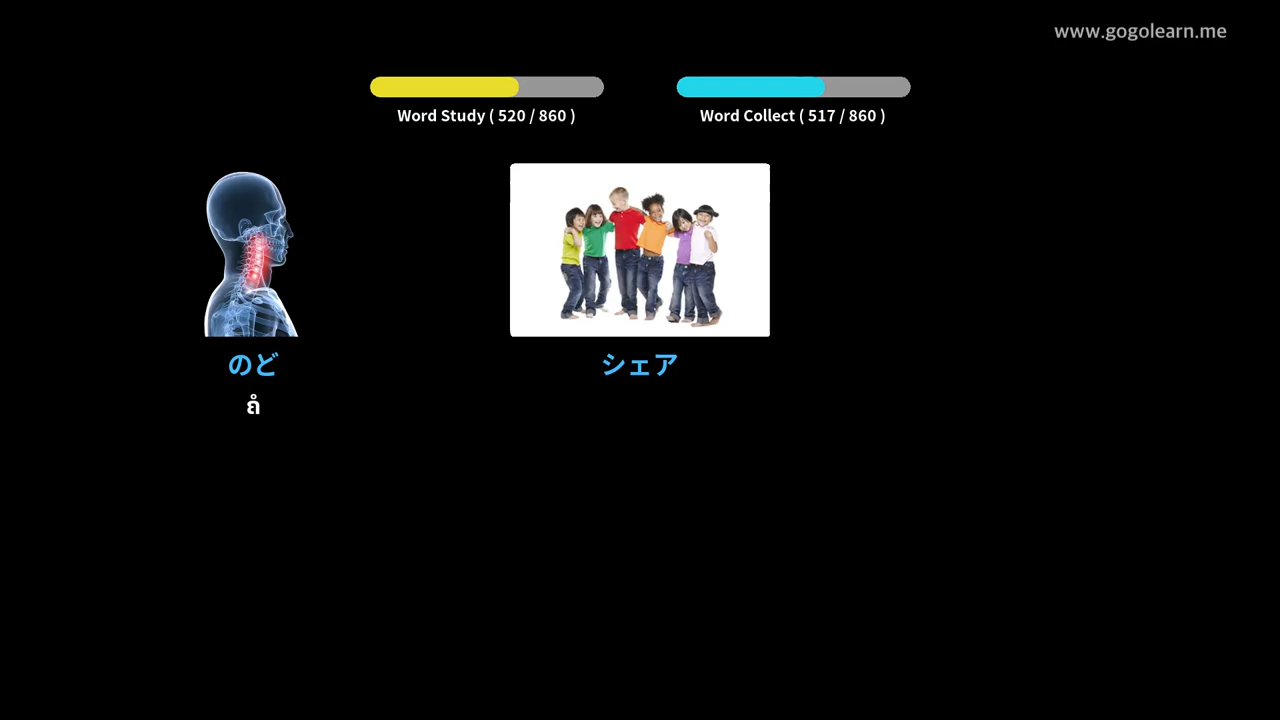 www.gogolearn.me
Word Study ( 520 / 860 )
Word Collect ( 517 / 860 )
のど
シェア
ຄໍ